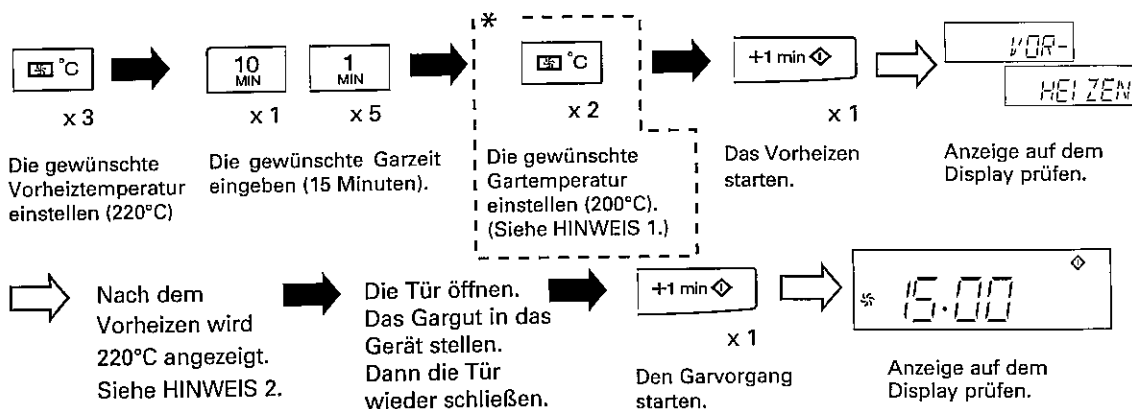 *
°C
x 3
Die gewünschte
Vorheiztemperatur
einstellen (220°C)
10
MIN
x 1
1
MIN
x 5
Die gewünschte Garzeit
eingeben (15 Minuten).
°C
x 2
Die gewünschte
Gartemperatur
einstellen (200°C).
(Siehe HINWEIS 1.)
+1 min
x 1
Das Vorheizen
starten.
VOR-
HEIZEN
Anzeige auf dem
Display prüfen.
Nach dem
Vorheizen wird
220°C angezeigt.
Siehe HINWEIS 2.
Die Tür öffnen.
Das Gargut in das
Gerät stellen.
Dann die Tür
wieder schließen.
+1 min
x 1
Den Garvorgang
starten.
15.00
Anzeige auf dem
Display prüfen.